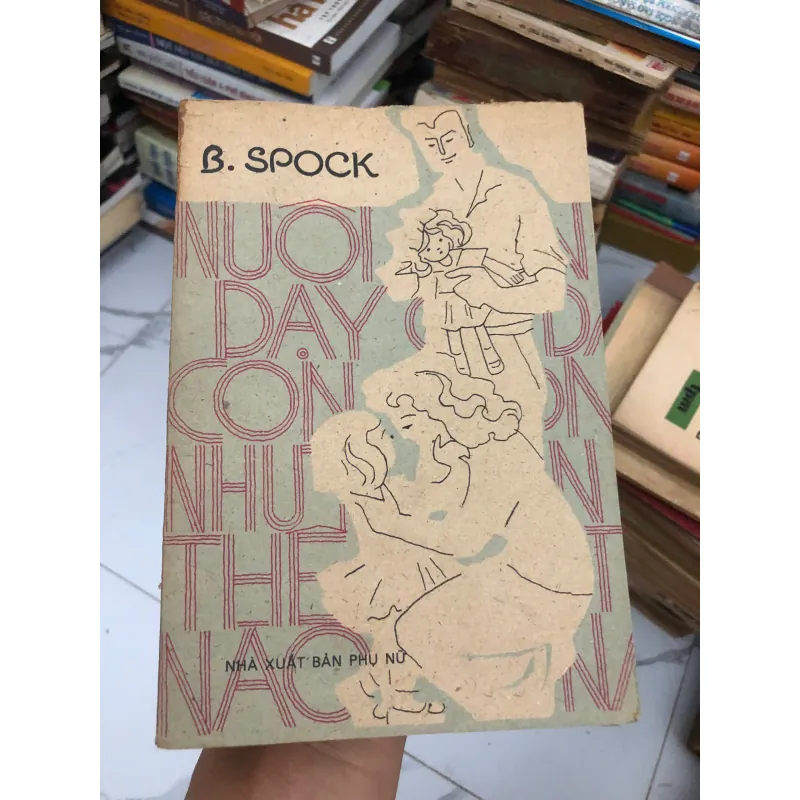 B. SPOCK
NUÔI
DẠY
CON
NHƯ
THẾ
NÀO
NHÀ XUẤT BẢN PHỤ NỮ